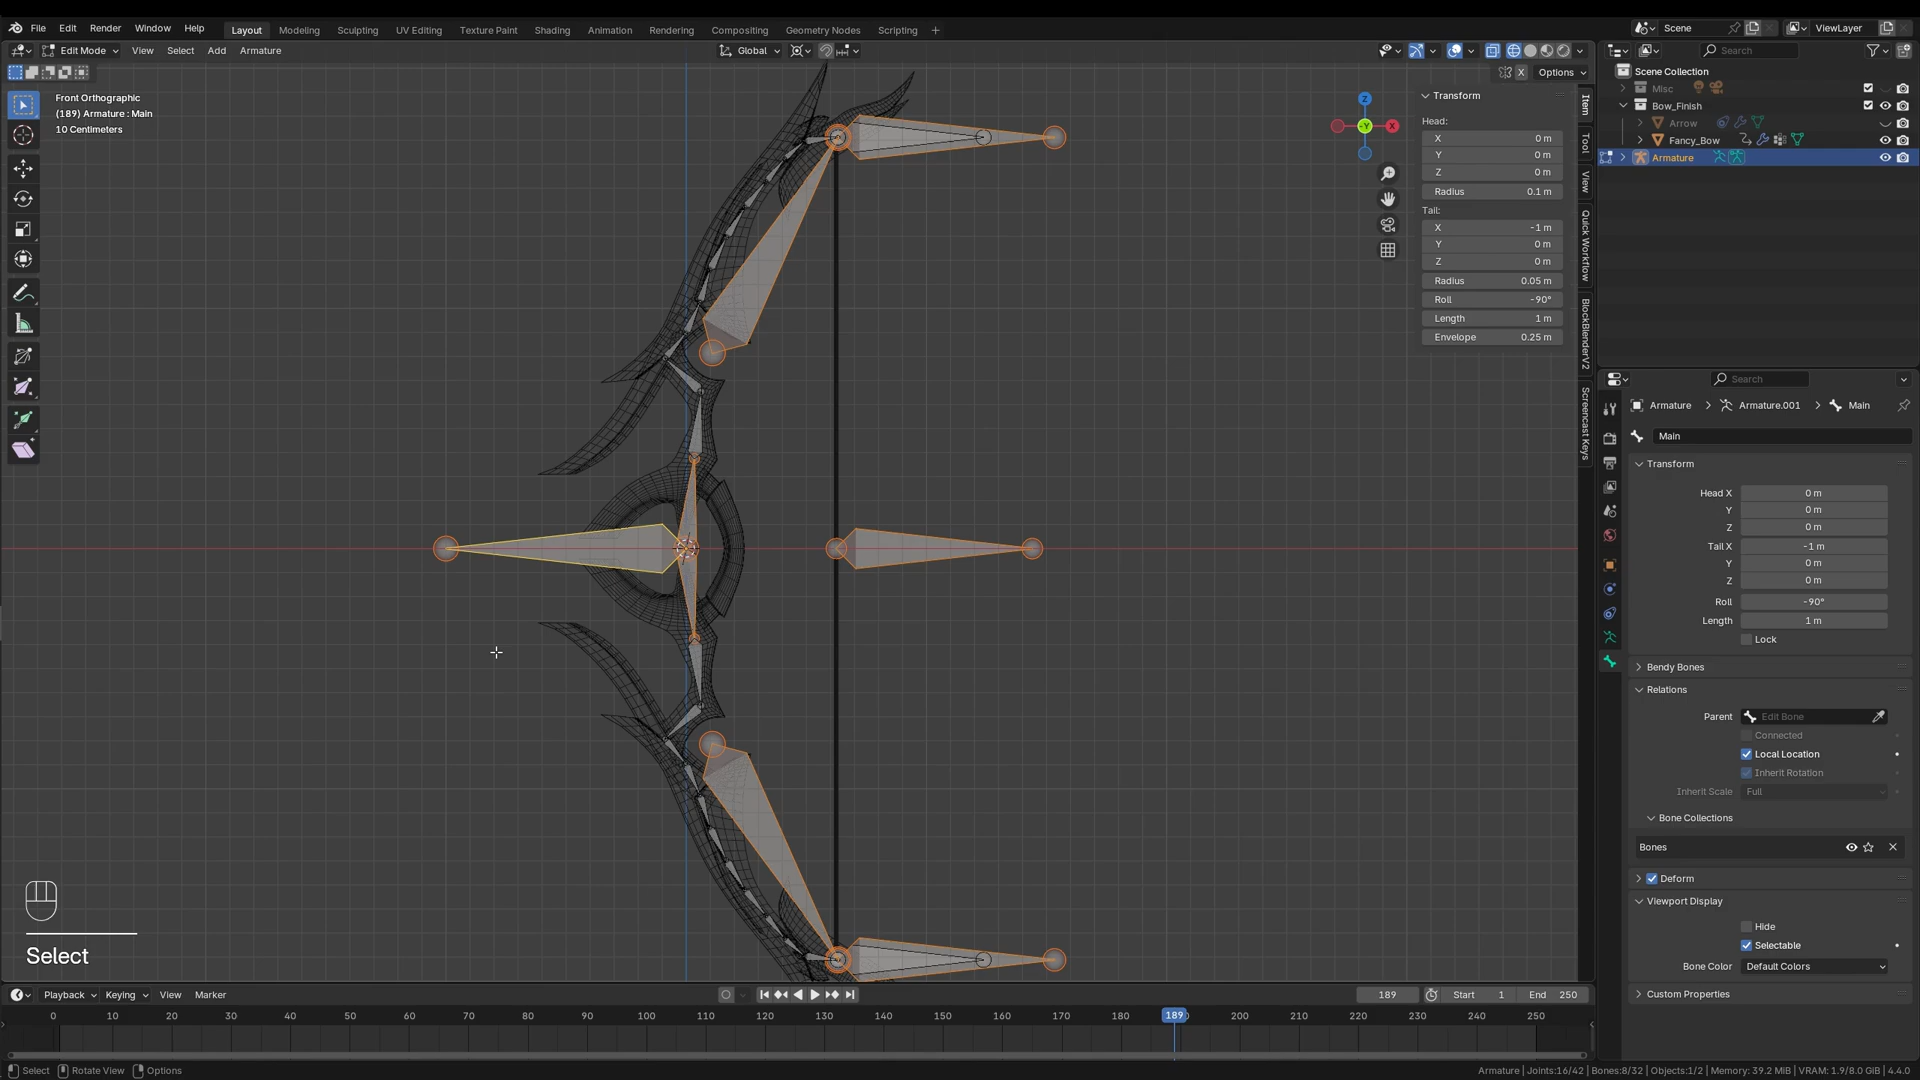 File Edit Render Window Help Layout Modeling Sculpting UV Editing Texture Paint Shading Animation Rendering Compositing Geometry Nodes Scripting + Scene ViewLayer
Edit Mode View Select Add Armature Global Search
X Options
Front Orthographic
(189) Armature : Main
10 Centimeters
Z
X
-Y
Transform
Head:
X 0 m
Y 0 m
Z 0 m
Radius 0.1 m
Tail:
X -1 m
Y 0 m
Z 0 m
Radius 0.05 m
Roll -90°
Length 1 m
Envelope 0.25 m
Item
Tool
View
Quick Workflow
BlockBlenderV2
Screencast Keys
Scene Collection
Misc
Bow_Finish
Arrow
Fancy_Bow
Armature
Search
Armature Armature.001 Main
Main
Transform
Head X 0 m
Y 0 m
Z 0 m
Tail X -1 m
Y 0 m
Z 0 m
Roll -90°
Length 1 m
Lock
Bendy Bones
Relations
Parent Edit Bone
Connected
Local Location
Inherit Rotation
Inherit Scale Full
Bone Collections
Bones
Deform
Viewport Display
Hide
Selectable
Bone Color Default Colors
Custom Properties
Select
Playback Keying View Marker 189 Start 1 End 250
0 10 20 30 40 50 60 70 80 90 100 110 120 130 140 150 160 170 180 189 200 210 220 230 240 250
Select Rotate View Options Armature | Joints:16/42 | Bones:8/32 | Objects:1/2 | Memory: 39.2 MiB | VRAM: 1.9/8.0 GiB | 4.4.0